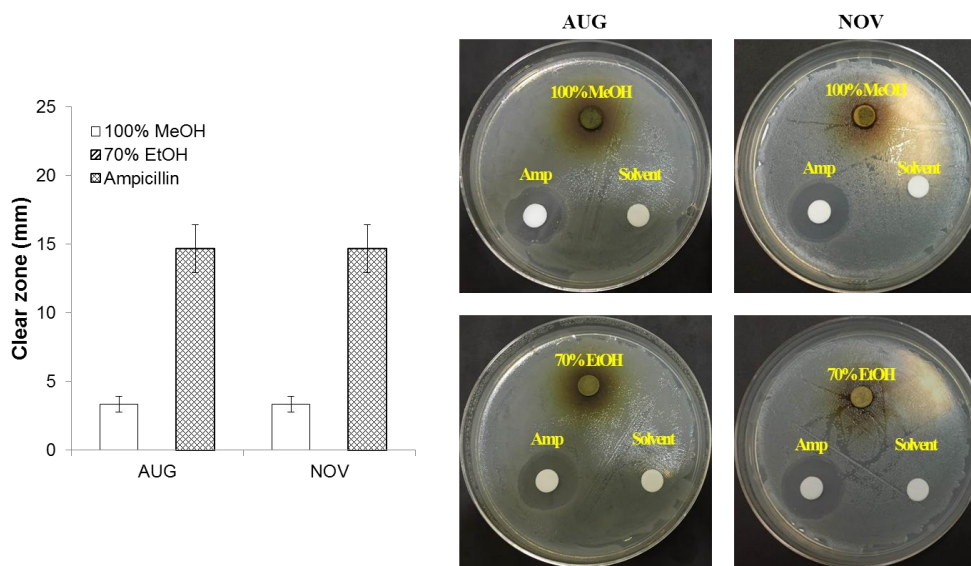 AUG
NOV
25
20
15
10
5
0
Clear zone (mm)
100% MeOH
70% EtOH
Ampicillin
AUG
NOV
100% MeOH
Amp
Solvent
100% MeOH
Amp
Solvent
70% EtOH
Amp
Solvent
70% EtOH
Amp
Solvent